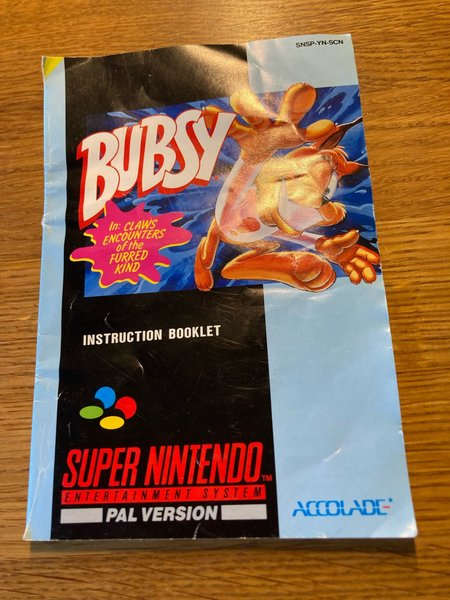 SNSP-YN-SCN
BUBSY
In: CLAWS
ENCOUNTERS
of the
FURRED
KIND
INSTRUCTION BOOKLET
SUPER NINTENDO™
ENTERTAINMENT SYSTEM
PAL VERSION
ACCOLADE